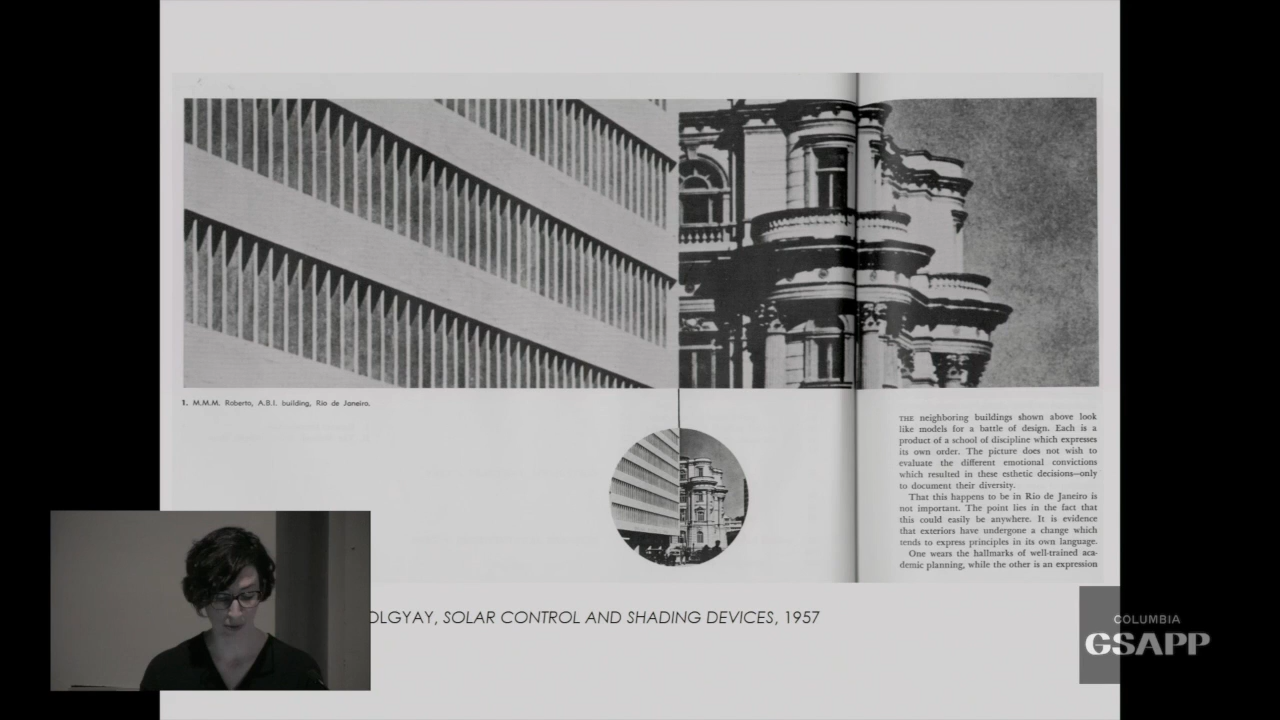 1. M.M.M. Roberto, A.B.I. building, Rio de Janeiro.
THE neighboring buildings shown above look
like models for a battle of design. Each is a
product of a school of discipline which expresses
its own order. The picture does not wish to
evaluate the different emotional convictions
which resulted in these esthetic decisions—only
to document their diversity.
That this happens to be in Rio de Janeiro is
not important. The point lies in the fact that
this could easily be anywhere. It is evidence
that exteriors have undergone a change which
tends to express principles in its own language.
One wears the hallmarks of well-trained aca-
demic planning, while the other is an expression
OLGYAY, SOLAR CONTROL AND SHADING DEVICES, 1957
COLUMBIA
GSAPP